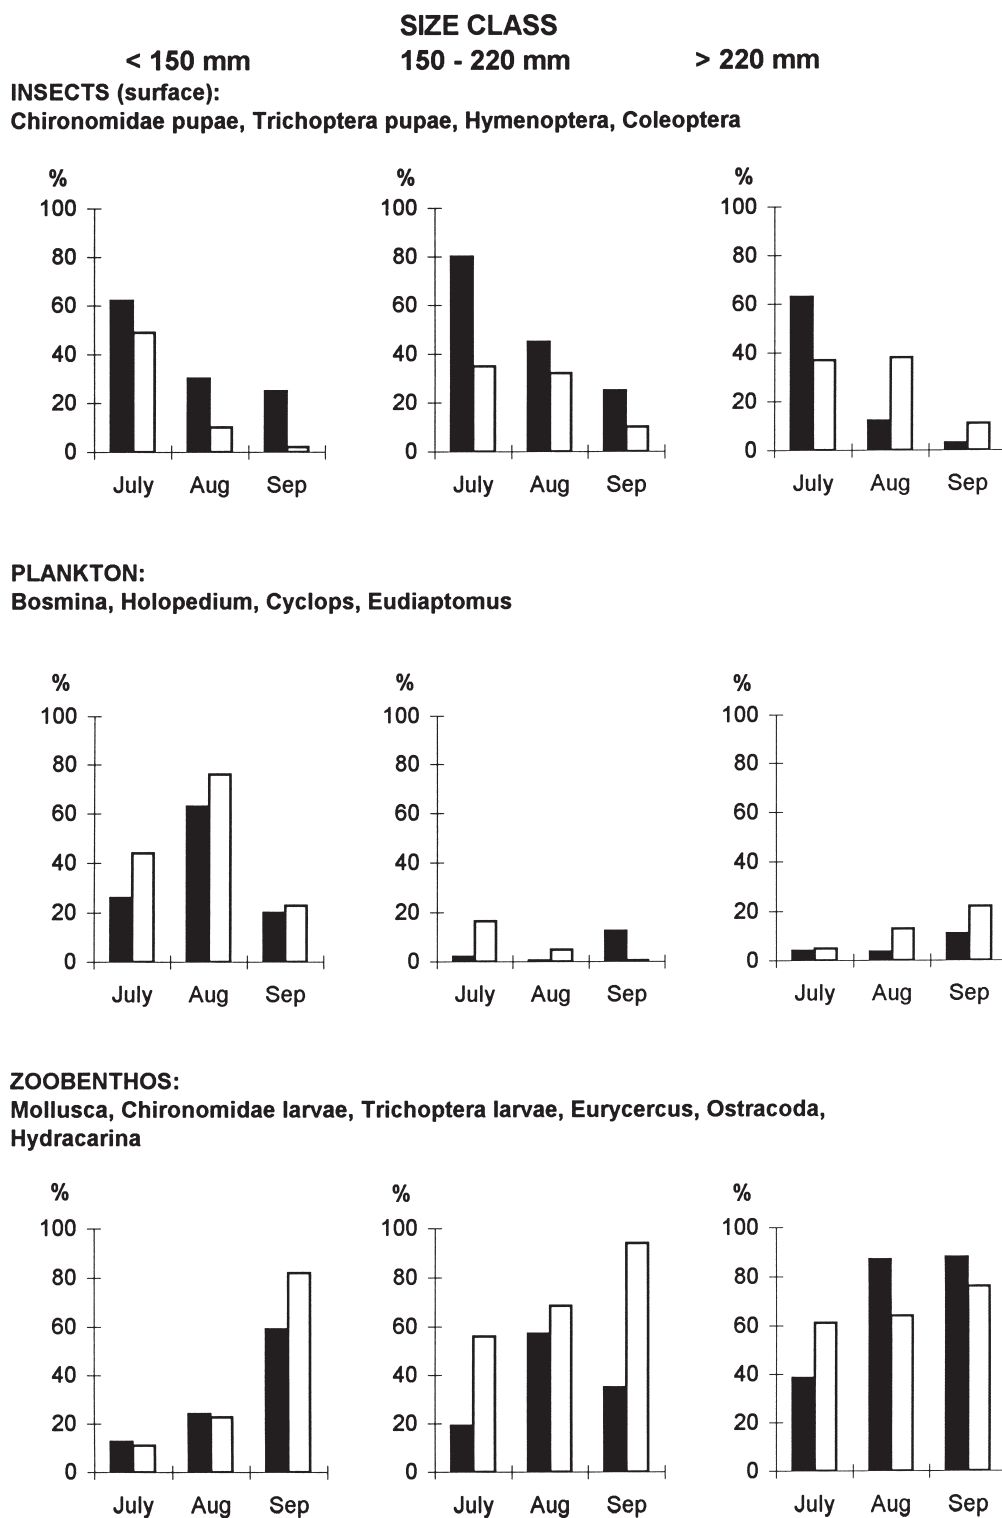 SIZE CLASS
< 150 mm 150 - 220 mm > 220 mm
INSECTS (surface):
Chironomidae pupae, Trichoptera pupae, Hymenoptera, Coleoptera
% % %
100 100 100
80 80 80
60 60 60
40 40 40
20 20 20
0 0 0
July Aug Sep July Aug Sep July Aug Sep
PLANKTON:
Bosmina, Holopedium, Cyclops, Eudiaptomus
% % %
100 100 100
80 80 80
60 60 60
40 40 40
20 20 20
0 0 0
July Aug Sep July Aug Sep July Aug Sep
ZOOBENTHOS:
Mollusca, Chironomidae larvae, Trichoptera larvae, Eurycercus, Ostracoda,
Hydracarina
% % %
100 100 100
80 80 80
60 60 60
40 40 40
20 20 20
0 0 0
July Aug Sep July Aug Sep July Aug Sep